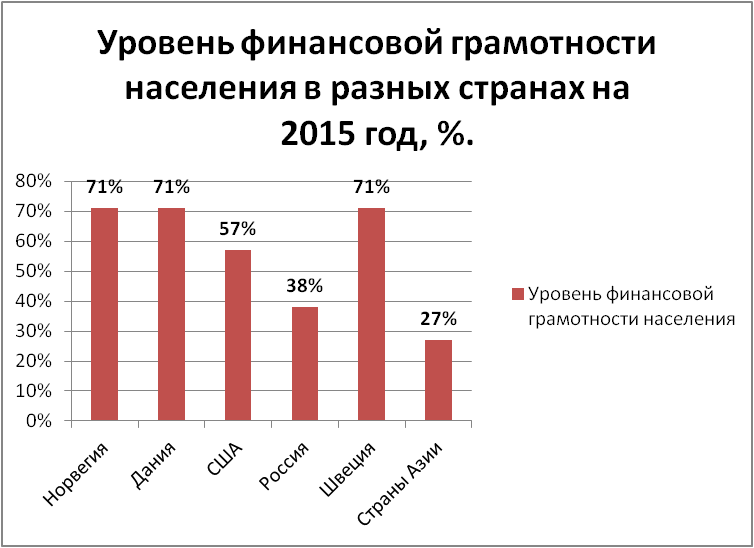 Уровень финансовой грамотности
населения в разных странах на
2015 год, %.
80%
70%
60%
50%
40%
30%
20%
10%
0%
71%
71%
57%
38%
71%
27%
Норвегия
Дания
США
Россия
Швеция
Страны Азии
Уровень финансовой
грамотности населения